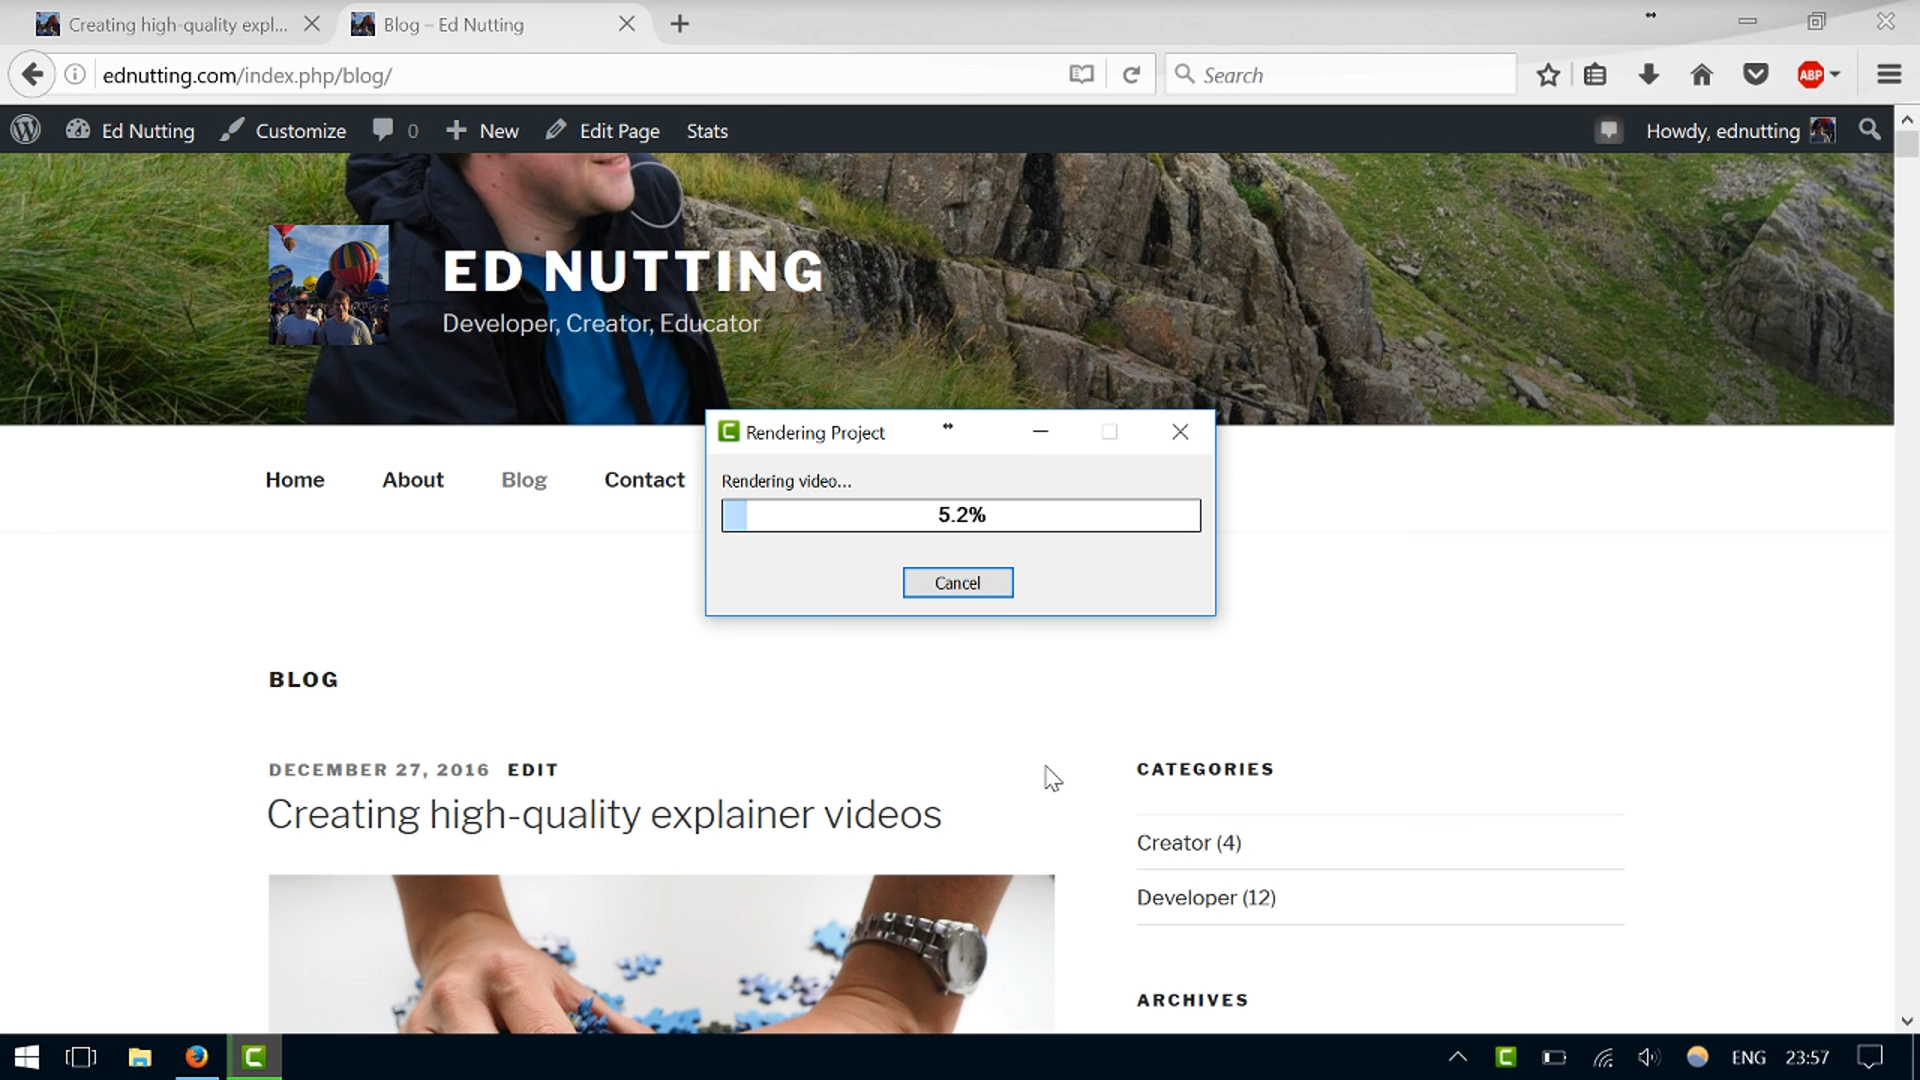 Creating high-quality expl...
Blog – Ed Nutting
ednutting.com/index.php/blog/
Search
ABP
Ed Nutting
Customize
0
New
Edit Page
Stats
Howdy, ednutting
ED NUTTING
Developer, Creator, Educator
Home
About
Blog
Contact
Rendering Project
Rendering video...
5.2%
Cancel
BLOG
DECEMBER 27, 2016 EDIT
Creating high-quality explainer videos
CATEGORIES
Creator (4)
Developer (12)
ARCHIVES
ENG
23:57